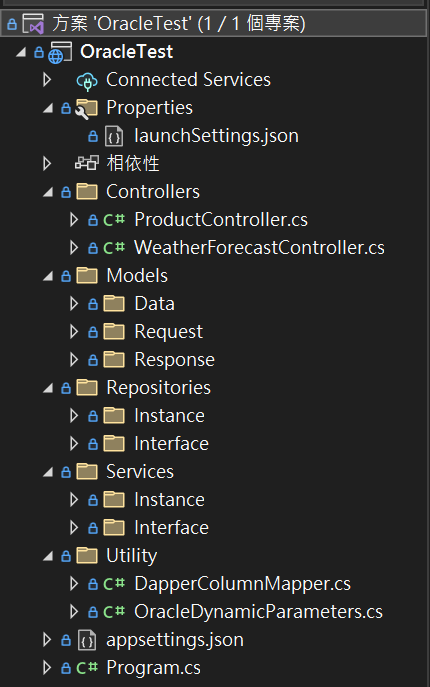 方案 'OracleTest' (1 / 1 個專案)
OracleTest
Connected Services
Properties
launchSettings.json
相依性
Controllers
C# ProductController.cs
C# WeatherForecastController.cs
Models
Data
Request
Response
Repositories
Instance
Interface
Services
Instance
Interface
Utility
C# DapperColumnMapper.cs
C# OracleDynamicParameters.cs
appsettings.json
C# Program.cs